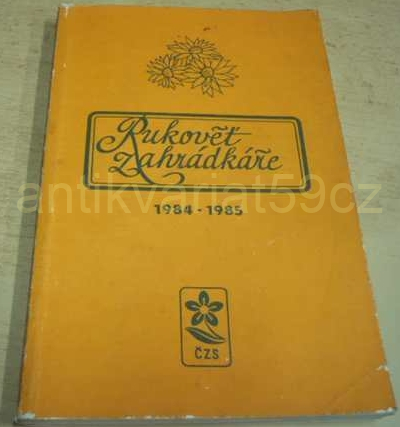 Rukověť
zahrádkáře
antikvariat59cz
1984 - 1985
ČZS